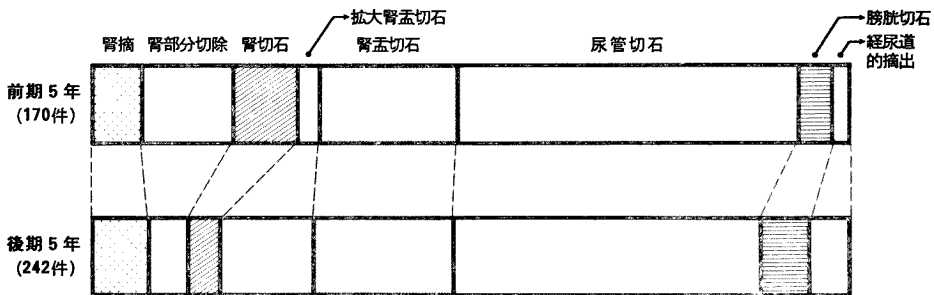 拡大腎盂切石
膀胱切石
腎摘 腎部分切除 腎切石 腎盂切石 尿管切石 経尿道的摘出
前期5年
(170件)
後期5年
(242件)